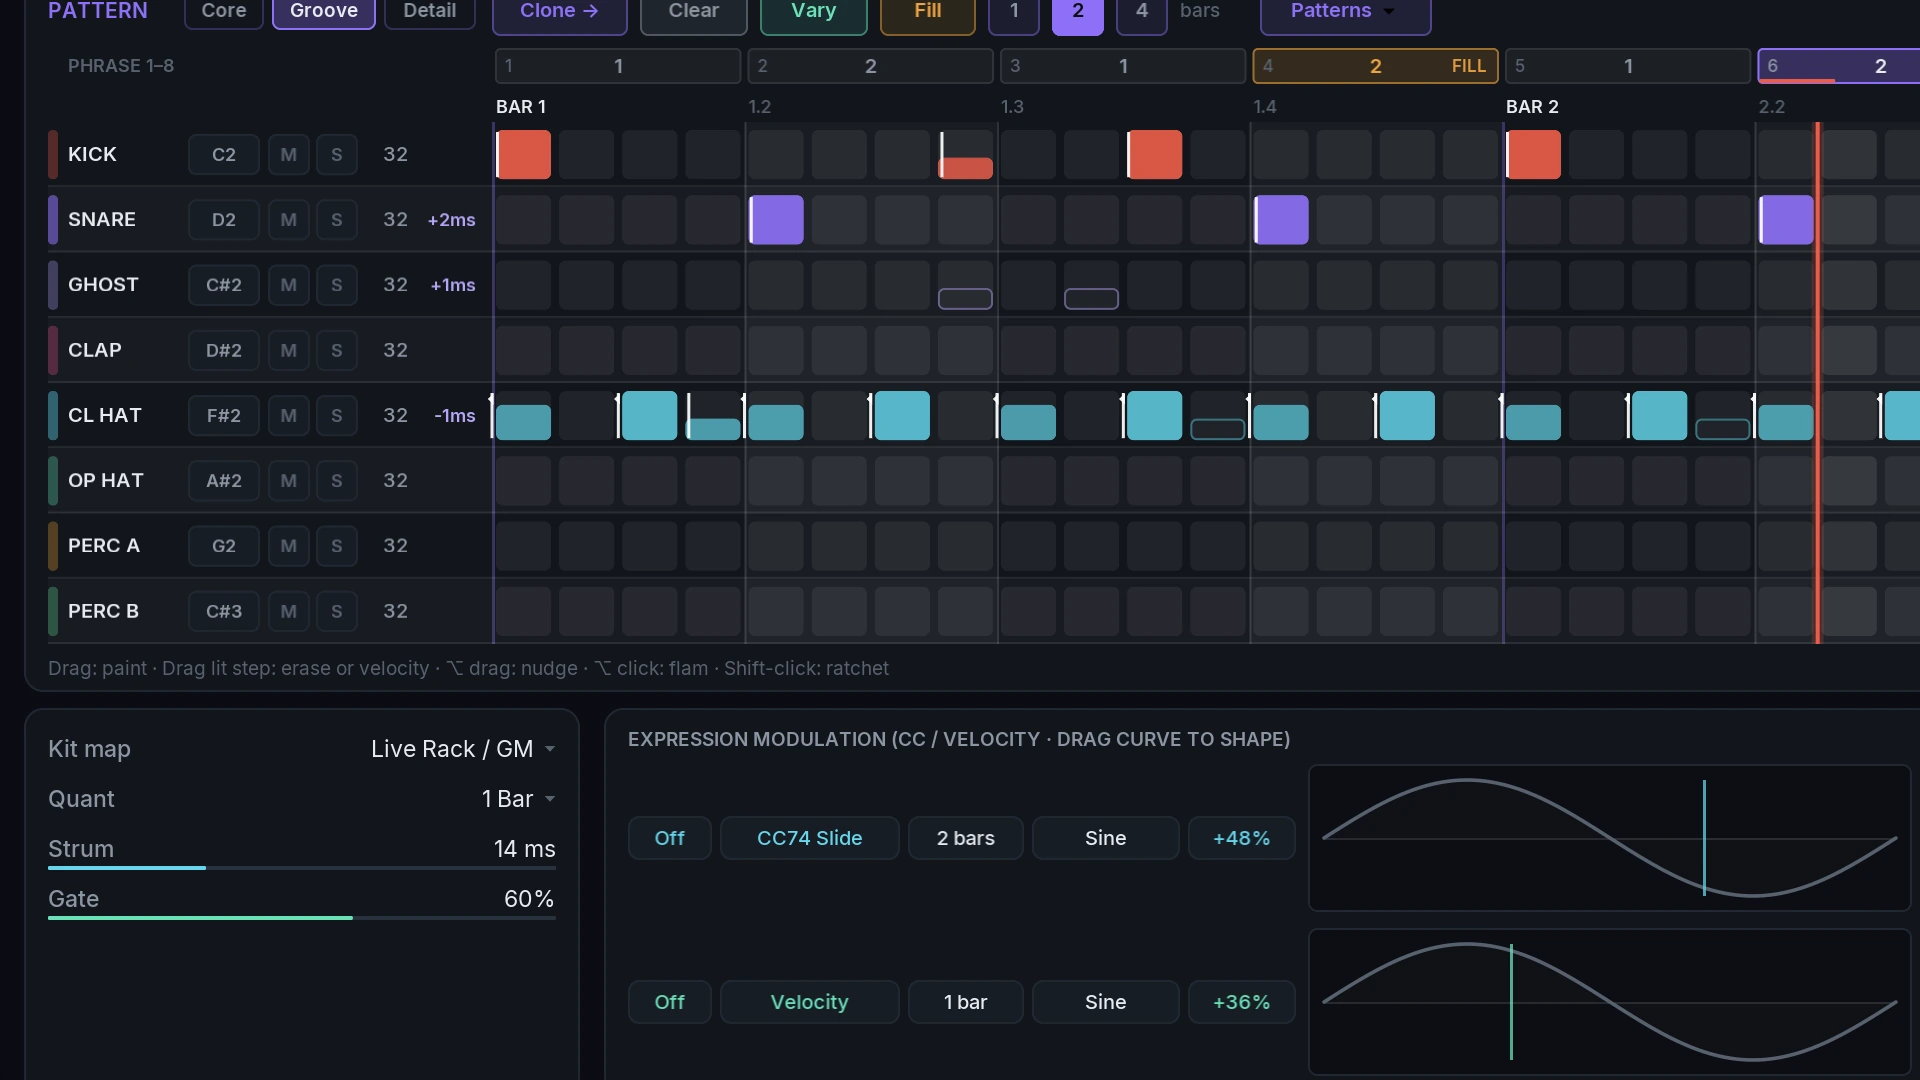 PATTERN Core Groove Detail Clone → Clear Vary Fill 1 2 4 bars Patterns
PHRASE 1–8 1 1 2 2 3 1 4 2 FILL 5 1 6 2
BAR 1 1.2 1.3 1.4 BAR 2 2.2
KICK C2 M S 32
SNARE D2 M S 32 +2ms
GHOST C#2 M S 32 +1ms
CLAP D#2 M S 32
CL HAT F#2 M S 32 -1ms
OP HAT A#2 M S 32
PERC A G2 M S 32
PERC B C#3 M S 32
Drag: paint · Drag lit step: erase or velocity · ⌥ drag: nudge · ⌥ click: flam · Shift-click: ratchet
Kit map Live Rack / GM
Quant 1 Bar
Strum 14 ms
Gate 60%
EXPRESSION MODULATION (CC / VELOCITY · DRAG CURVE TO SHAPE)
Off CC74 Slide 2 bars Sine +48%
Off Velocity 1 bar Sine +36%